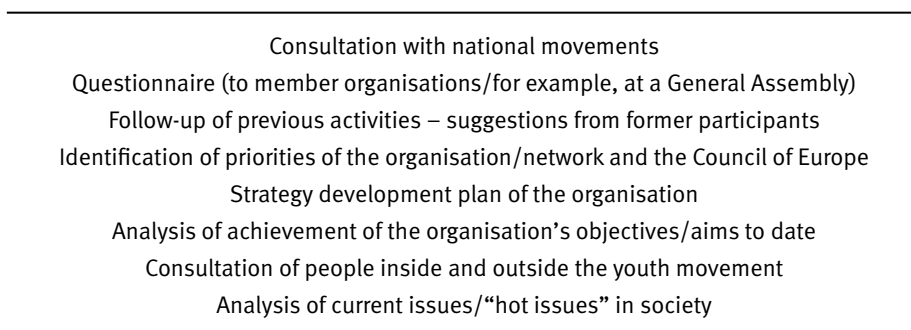 Consultation with national movements
Questionnaire (to member organisations/for example, at a General Assembly)
Follow-up of previous activities – suggestions from former participants
Identification of priorities of the organisation/network and the Council of Europe
Strategy development plan of the organisation
Analysis of achievement of the organisation’s objectives/aims to date
Consultation of people inside and outside the youth movement
Analysis of current issues/“hot issues” in society